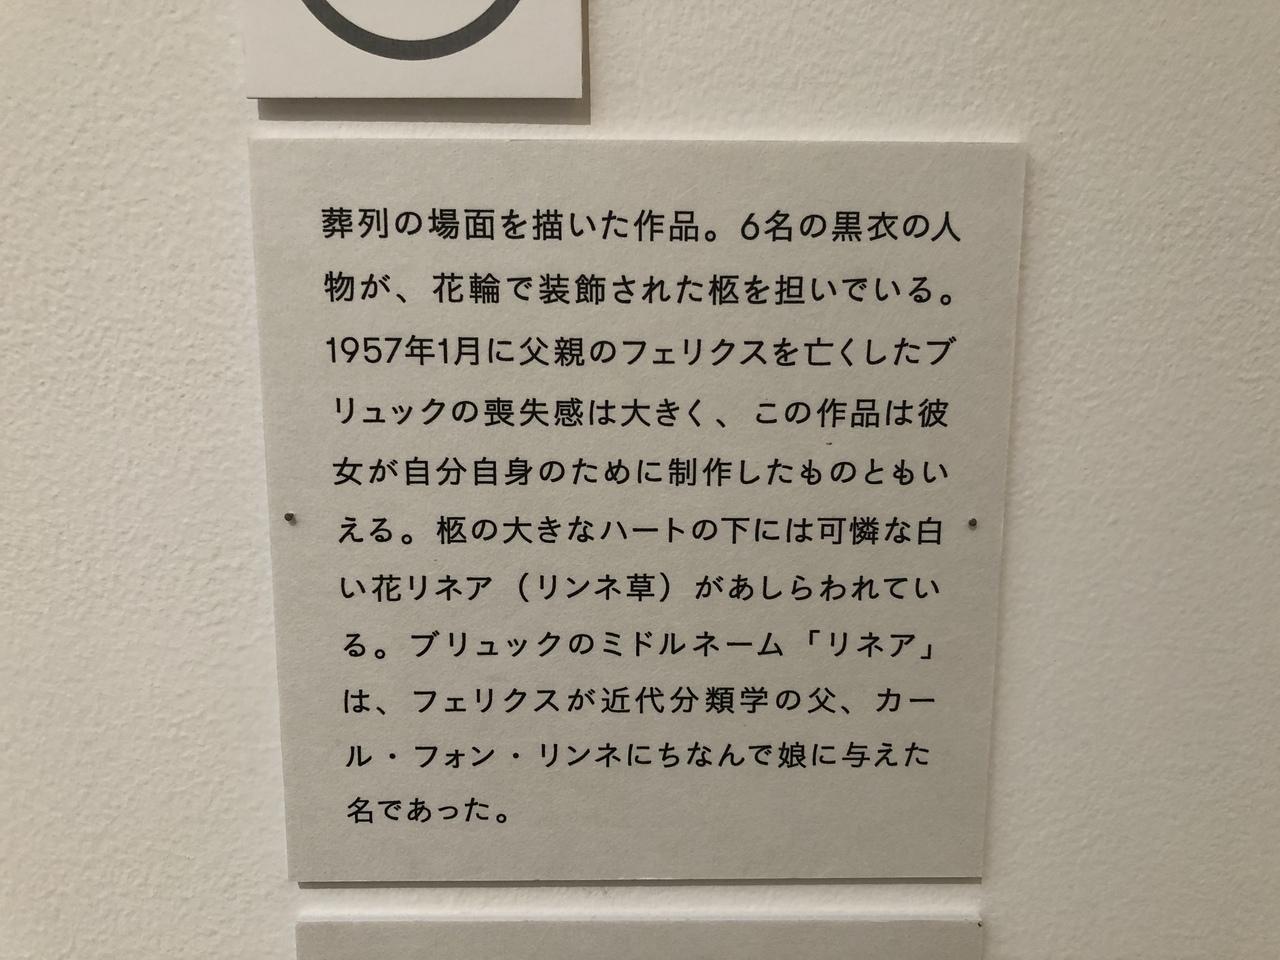 葬列の場面を描いた作品。6名の黒衣の人
物が、花輪で装飾された柩を担いでいる。
1957年1月に父親のフェリクスを亡くしたブ
リュックの喪失感は大きく、この作品は彼
女が自分自身のために制作したものともい
える。柩の大きなハートの下には可憐な白
い花リネア（リンネ草）があしらわれてい
る。ブリュックのミドルネーム「リネア」
は、フェリクスが近代分類学の父、カー
ル・フォン・リンネにちなんで娘に与えた
名であった。